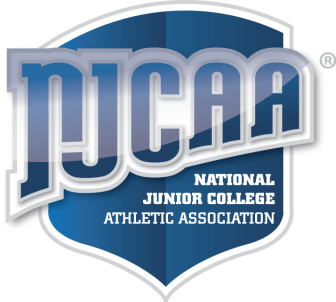 NJCAA®
NATIONAL
JUNIOR COLLEGE
ATHLETIC ASSOCIATION